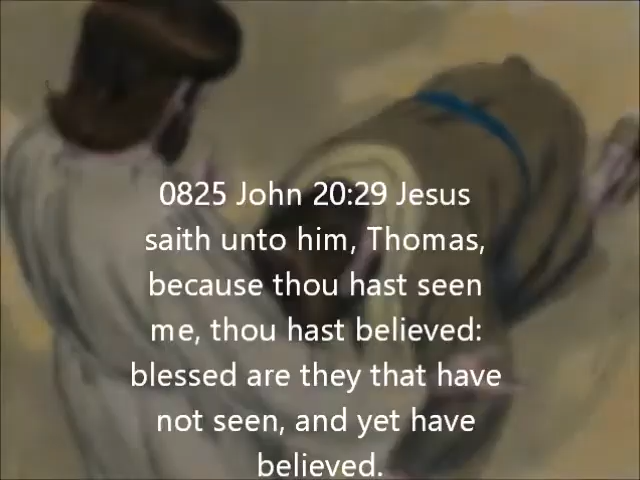 0825 John 20:29 Jesus
saith unto him, Thomas,
because thou hast seen
me, thou hast believed:
blessed are they that have
not seen, and yet have
believed.